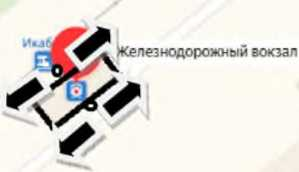 Икаб
Железнодорожный вокзал